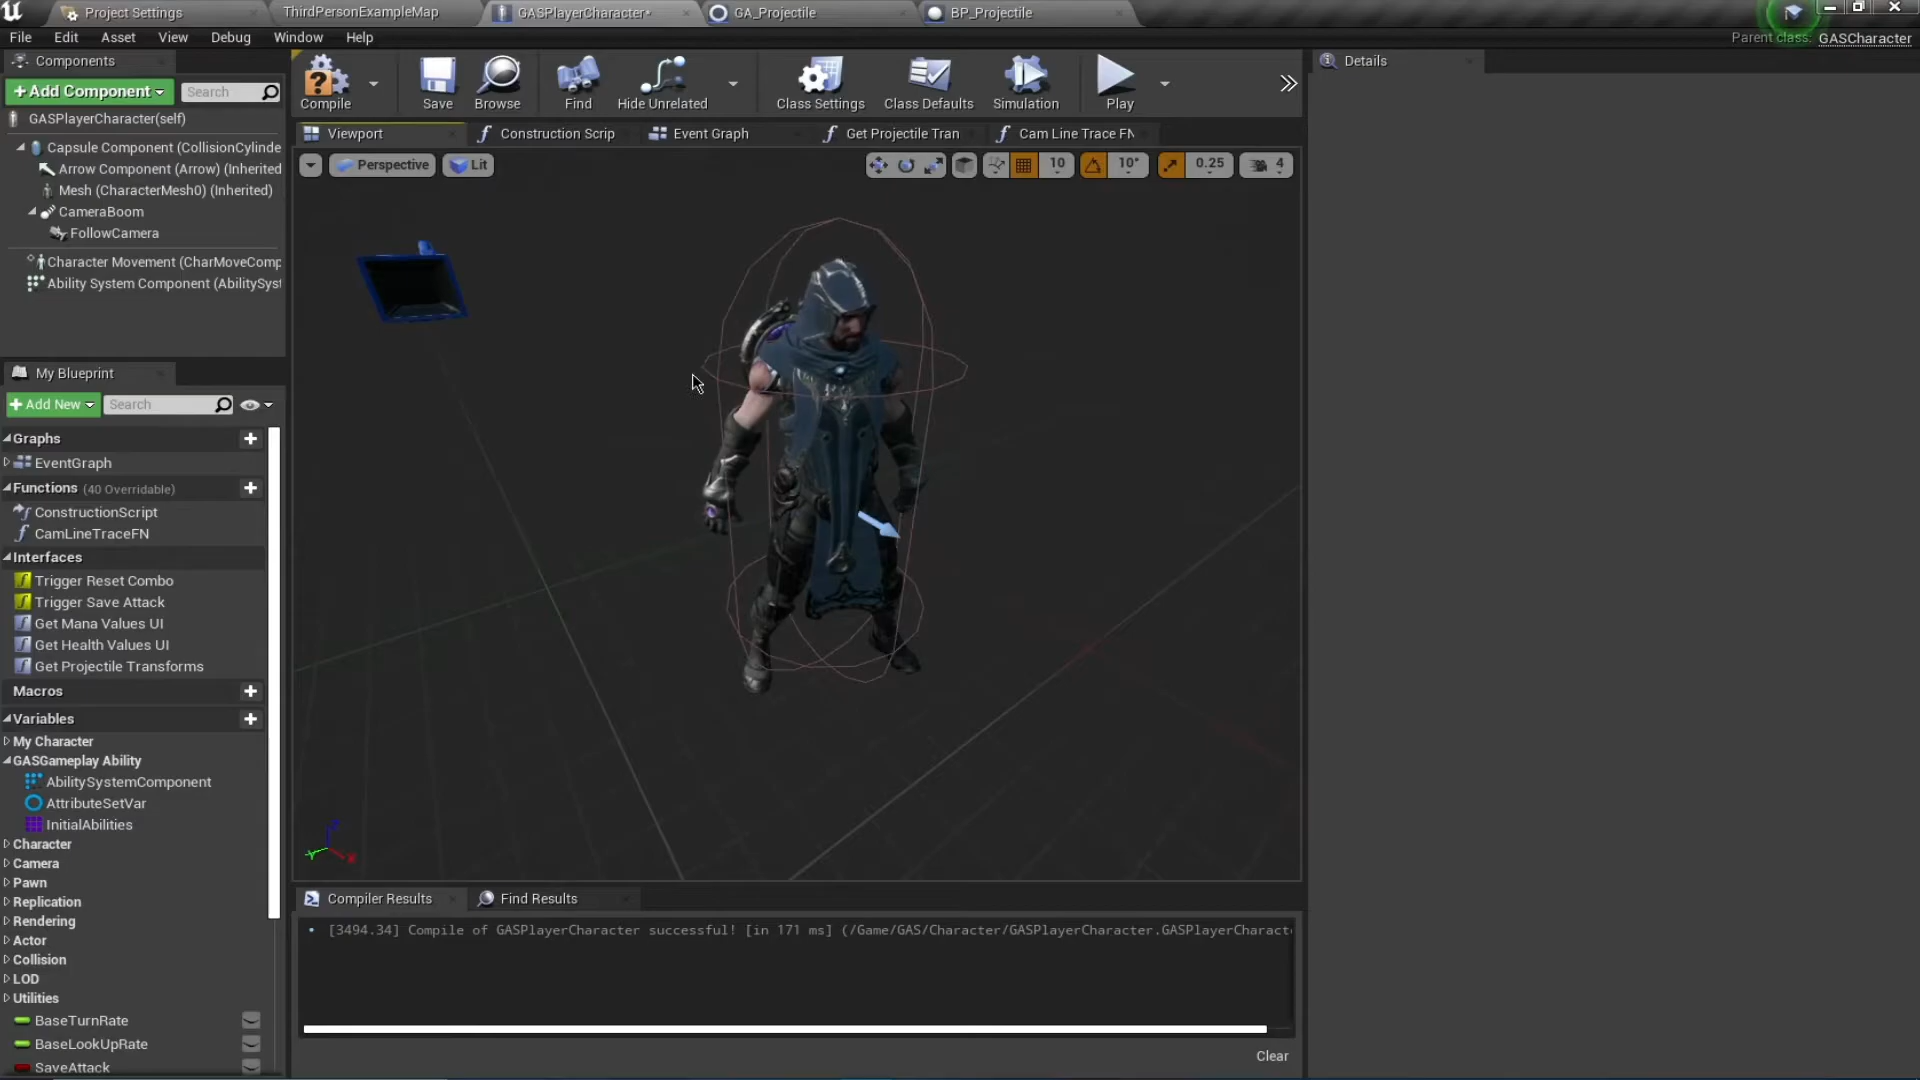 Project Settings
ThirdPersonExampleMap
GASPlayerCharacter*
GA_Projectile
BP_Projectile
File Edit Asset View Debug Window Help
Parent class: GASCharacter
Components
+Add Component
Search
GASPlayerCharacter(self)
Capsule Component (CollisionCylinde
Arrow Component (Arrow) (Inherited
Mesh (CharacterMesh0) (Inherited)
CameraBoom
FollowCamera
Character Movement (CharMoveComp
Ability System Component (AbilitySyst
My Blueprint
+Add New
Search
Graphs
EventGraph
Functions (40 Overridable)
ConstructionScript
CamLineTraceFN
Interfaces
Trigger Reset Combo
Trigger Save Attack
Get Mana Values UI
Get Health Values UI
Get Projectile Transforms
Macros
Variables
My Character
GASGameplay Ability
AbilitySystemComponent
AttributeSetVar
InitialAbilities
Character
Camera
Pawn
Replication
Rendering
Actor
Collision
LOD
Utilities
BaseTurnRate
BaseLookUpRate
SaveAttack
Compile
Save
Browse
Find
Hide Unrelated
Class Settings
Class Defaults
Simulation
Play
Viewport
Construction Scrip
Event Graph
Get Projectile Tran
Cam Line Trace FN
Perspective
Lit
10
10°
0.25
4
Compiler Results
Find Results
[3494.34] Compile of GASPlayerCharacter successful! [in 171 ms] (/Game/GAS/Character/GASPlayerCharacter.GASPlayerCharact
Clear
Details